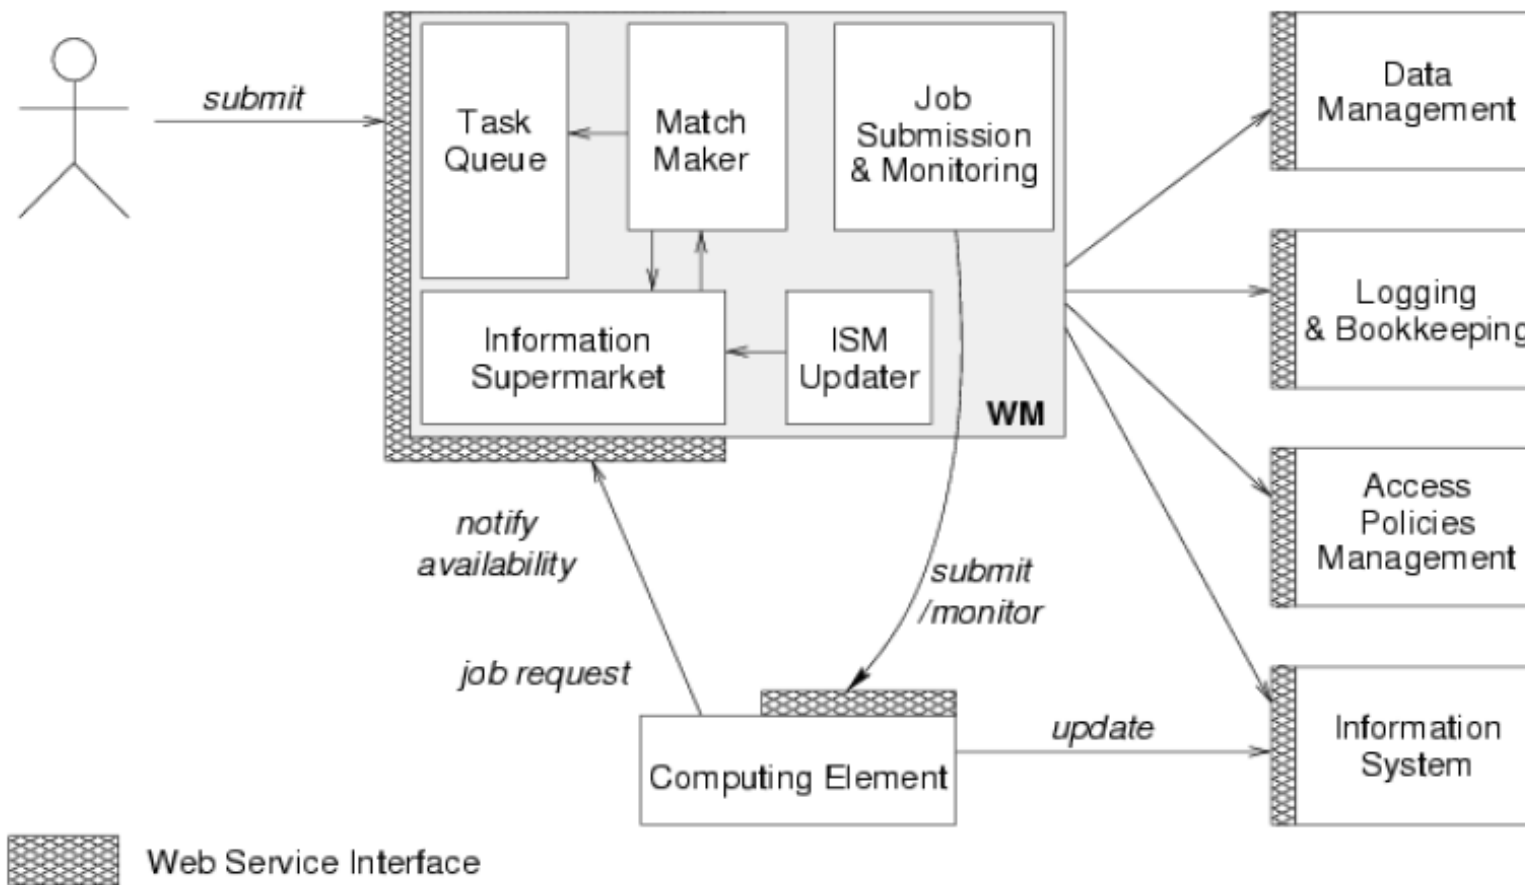 submit
Task
Queue
Match
Maker
Job
Submission
& Monitoring
Data
Management
Information
Supermarket
ISM
Updater
WM
Logging
& Bookkeeping
notify
availability
job request
submit
/monitor
Access
Policies
Management
Computing Element
update
Information
System
Web Service Interface